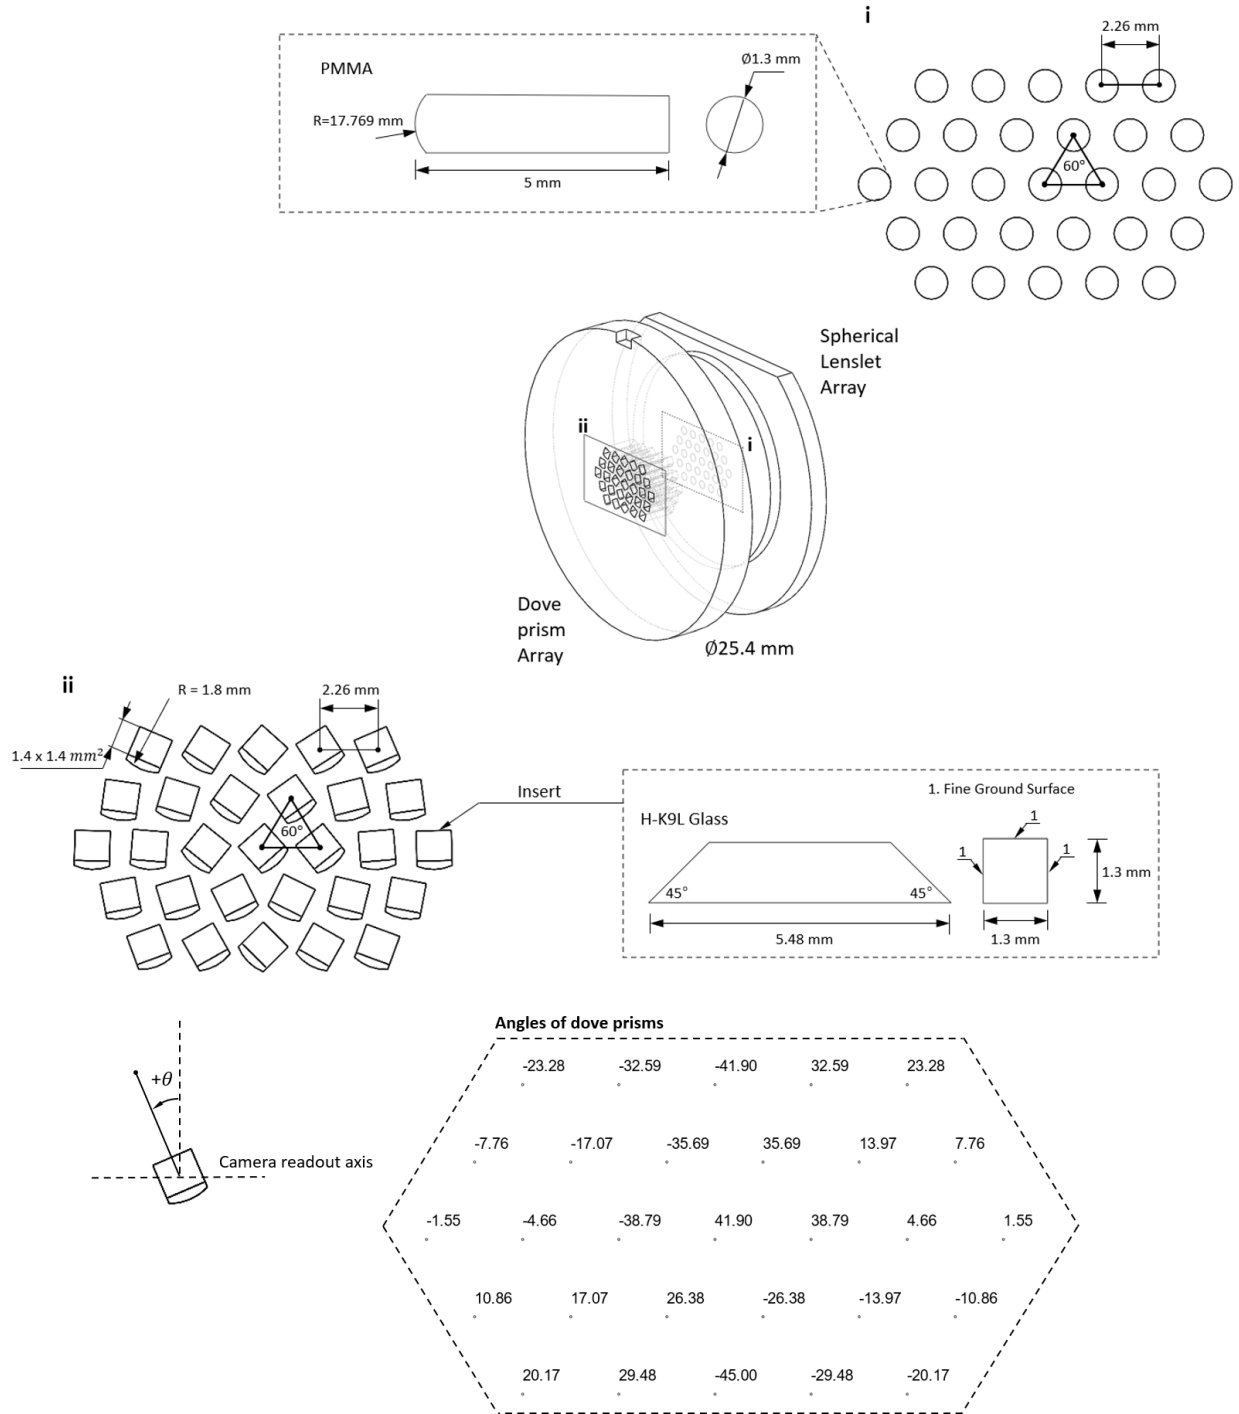 i
2.26 mm
PMMA
Ø1.3 mm
R=17.769 mm
5 mm
60°
Spherical
Lenslet
Array
ii
i
Dove
prism
Array
Ø25.4 mm
ii
R = 1.8 mm
2.26 mm
1.4 x 1.4 mm²
60°
Insert
1. Fine Ground Surface
H-K9L Glass
1
1
1
45°
45°
1.3 mm
5.48 mm
1.3 mm
Angles of dove prisms
+θ
Camera readout axis
-23.28 -32.59 -41.90 32.59 23.28
-7.76 -17.07 -35.69 35.69 13.97 7.76
-1.55 -4.66 -38.79 41.90 38.79 4.66 1.55
10.86 17.07 26.38 -26.38 -13.97 -10.86
20.17 29.48 -45.00 -29.48 -20.17